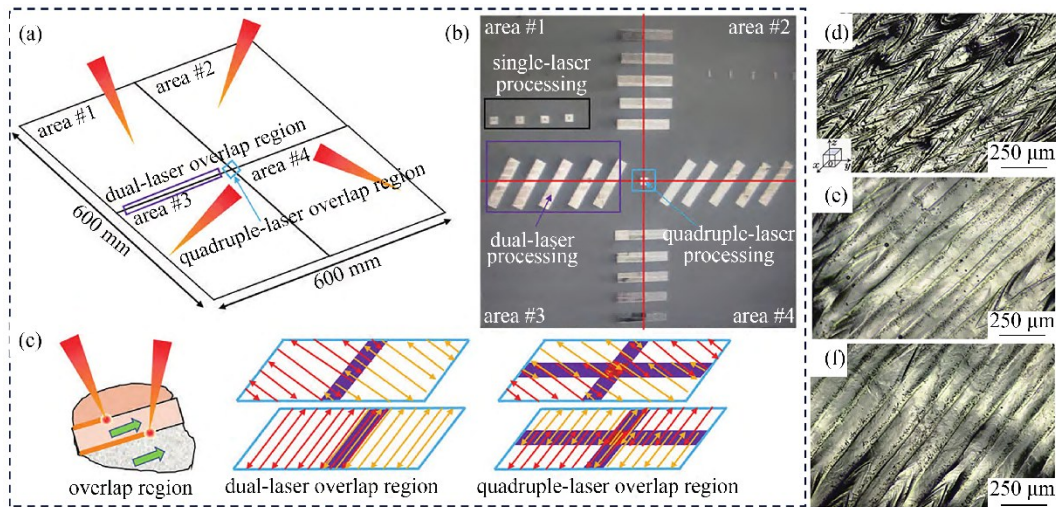 (a)
area #2
area #1
dual-laser overlap region
area #4
area #3
quadruple-laser overlap region
600 mm
600 mm
(b)
area #1
area #2
single-laser
processing
dual-laser
processing
quadruple-laser
processing
area #3
area #4
(c)
overlap region
dual-laser overlap region
quadruple-laser overlap region
(d)
z
x
y
250 μm
(e)
250 μm
(f)
250 μm